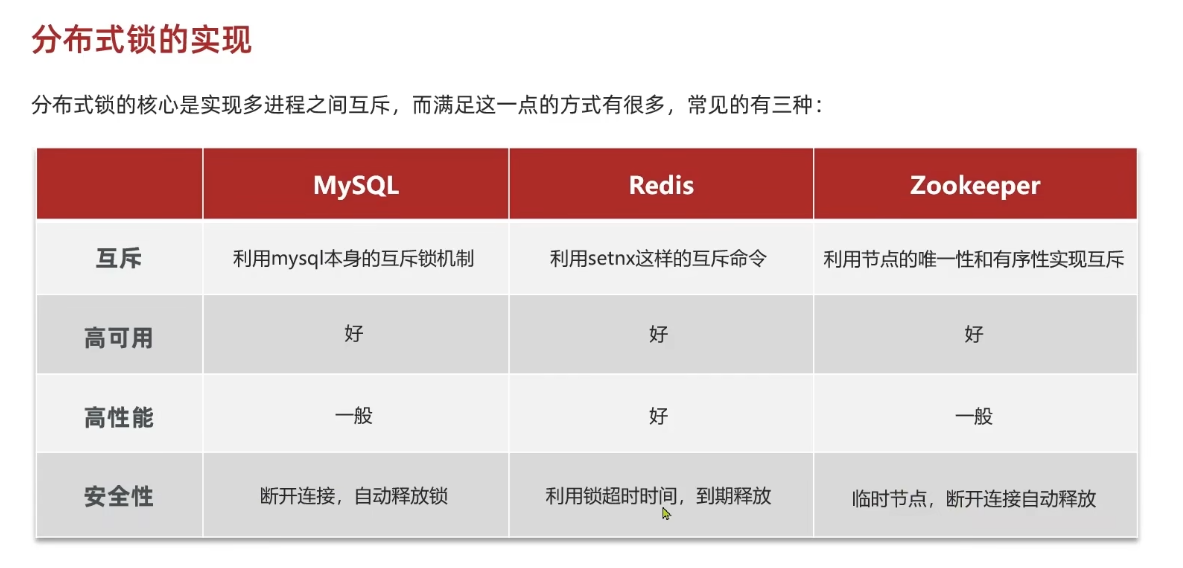 分布式锁的实现
分布式锁的核心是实现多进程之间互斥，而满足这一点的方式有很多，常见的有三种：
MySQL Redis Zookeeper
互斥 利用mysql本身的互斥锁机制 利用setnx这样的互斥命令 利用节点的唯一性和有序性实现互斥
高可用 好 好 好
高性能 一般 好 一般
安全性 断开连接，自动释放锁 利用锁超时时间，到期释放 临时节点，断开连接自动释放